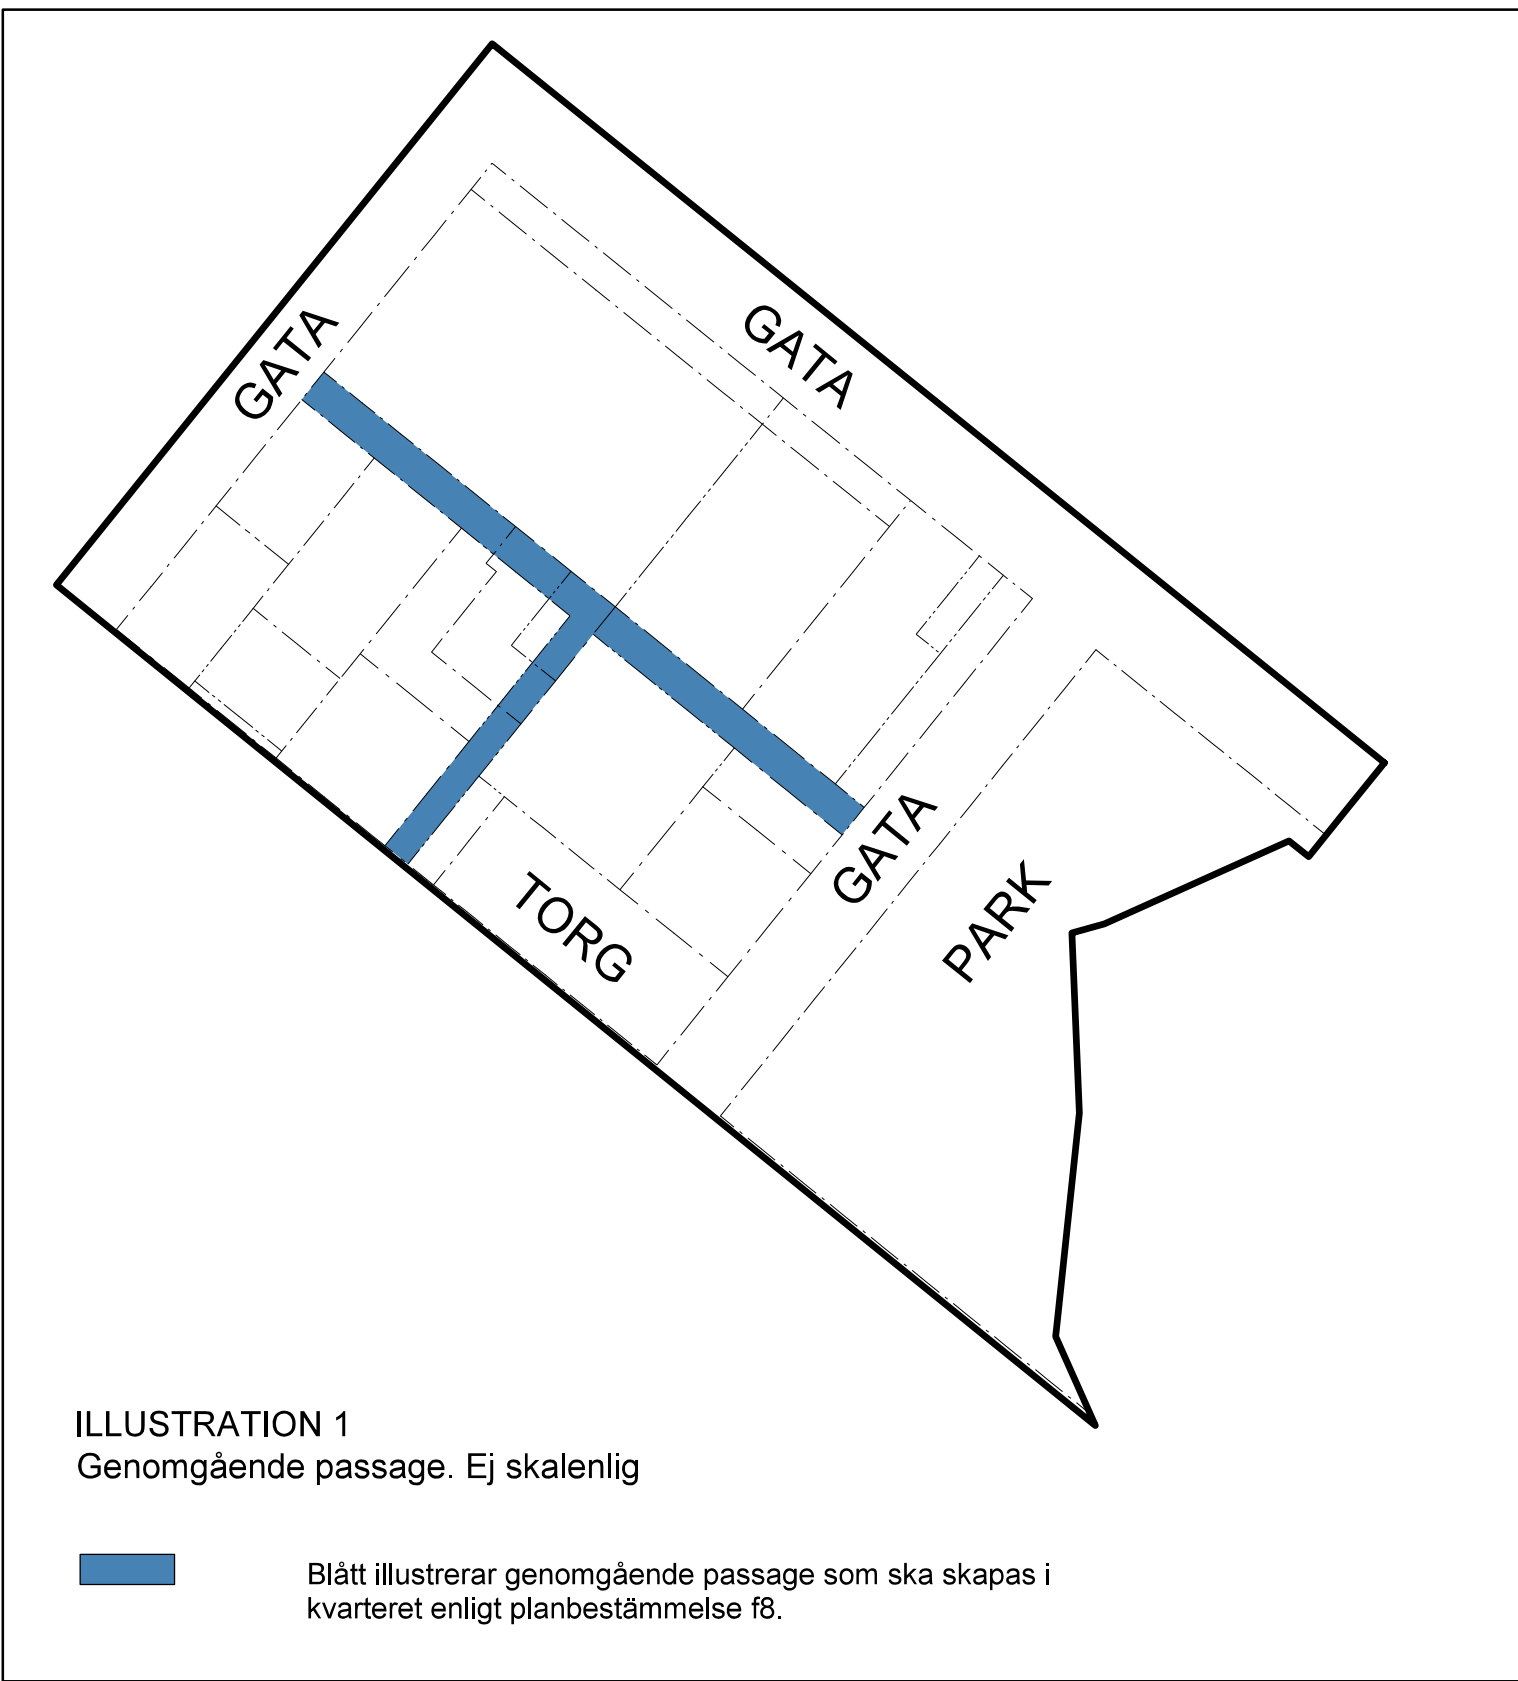 GATA
GATA
GATA
PARK
TORG
ILLUSTRATION 1
Genomgående passage. Ej skalenlig
Blått illustrerar genomgående passage som ska skapas i
kvarteret enligt planbestämmelse f8.